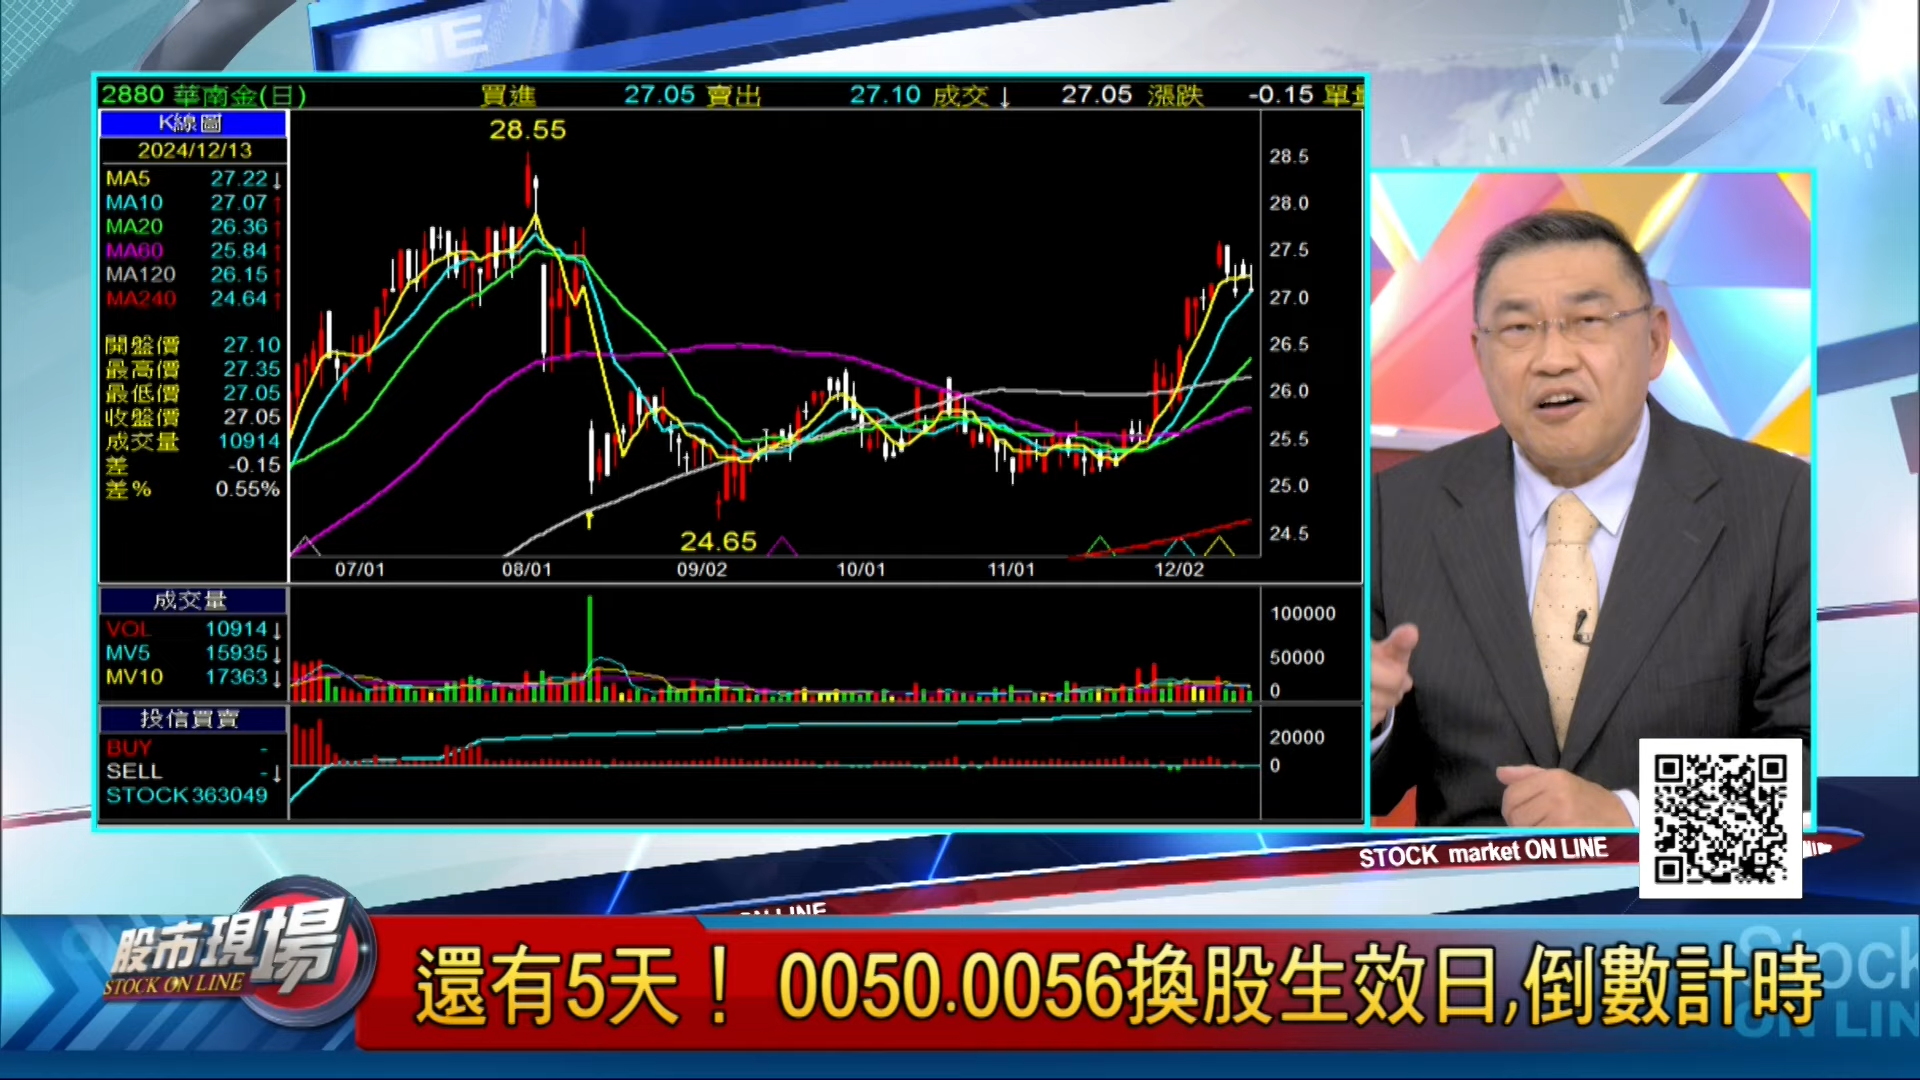 2880 華南金(日) 買進 27.05 賣出 27.10 成交↓ 27.05 漲跌 -0.15
K線圖
2024/12/13
MA5 27.22↓
MA10 27.07↑
MA20 26.36↑
MA60 25.84↑
MA120 26.15↑
MA240 24.64↑
開盤價 27.10
最高價 27.35
最低價 27.05
收盤價 27.05
成交量 10914
差 -0.15
差% 0.55%
28.55
24.65
28.5
28.0
27.5
27.0
26.5
26.0
25.5
25.0
24.5
07/01 08/01 09/02 10/01 11/01 12/02
成交量
VOL 10914↓
MV5 15935↓
MV10 17363↓
100000
50000
0
投信買賣
BUY -
SELL -↓
STOCK 363049
20000
0
STOCK market ON LINE
股市現場
STOCK ON LINE
還有5天！ 0050.0056換股生效日,倒數計時